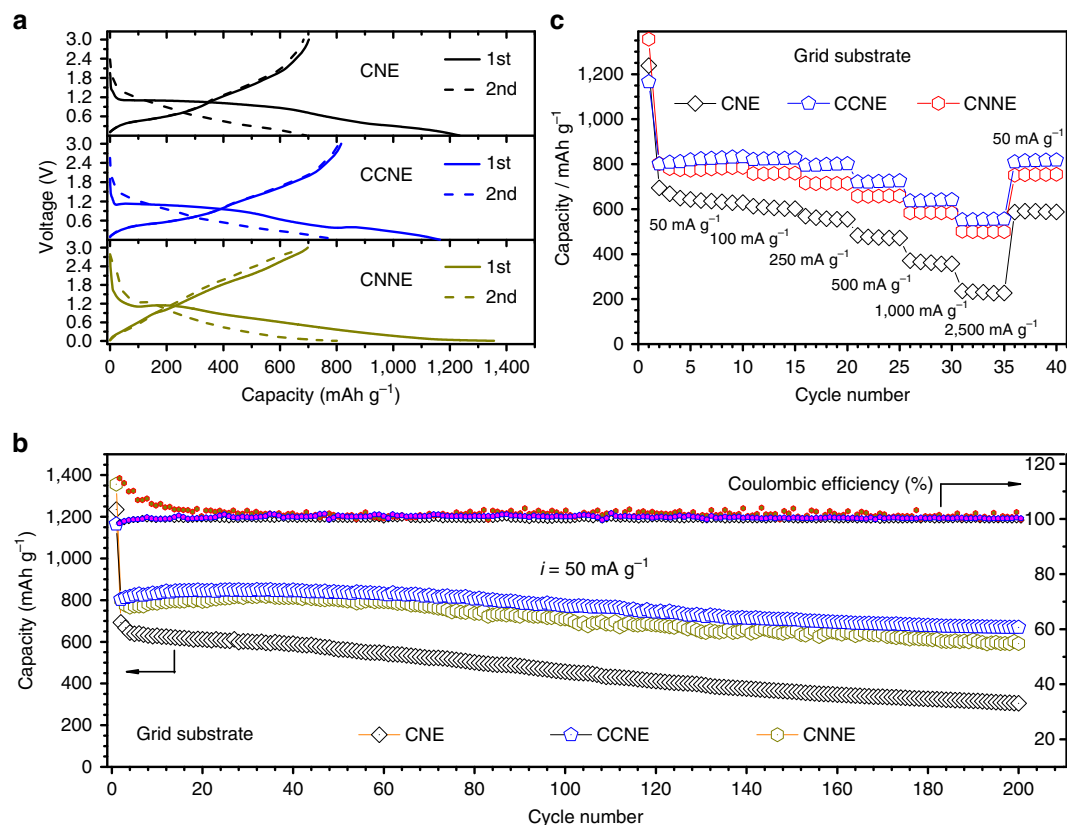 a
3.0
2.4
1.8
1.2
0.6
CNE
1st
2nd
3.0
2.4
1.8
1.2
0.6
CCNE
1st
2nd
3.0
2.4
1.8
1.2
0.6
0.0
CNNE
1st
2nd
Voltage (V)
0 200 400 600 800 1,000 1,200 1,400
Capacity (mAh g–1)
c
Grid substrate
CNE CCNE CNNE
1,200
1,000
800
600
400
200
0
Capacity / mAh g–1
50 mA g–1
50 mA g–1
100 mA g–1
250 mA g–1
500 mA g–1
1,000 mA g–1
2,500 mA g–1
0 5 10 15 20 25 30 35 40
Cycle number
b
1,400
1,200
1,000
800
600
400
200
0
Capacity (mAh g–1)
Coulombic efficiency (%)
i = 50 mA g–1
Grid substrate CNE CCNE CNNE
120
100
80
60
40
20
0 20 40 60 80 100 120 140 160 180 200
Cycle number